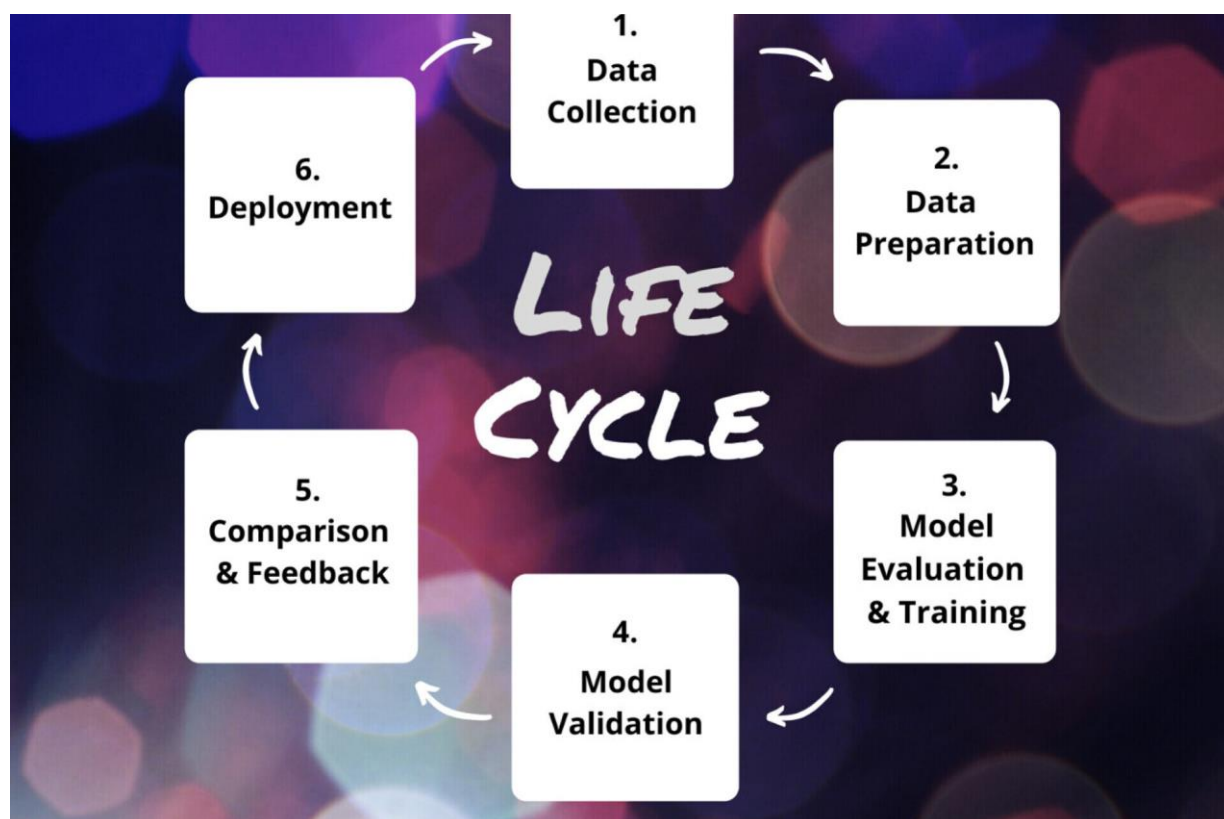 1.
Data
Collection
2.
Data
Preparation
3.
Model
Evaluation
& Training
4.
Model
Validation
5.
Comparison
& Feedback
6.
Deployment
LIFE
CYCLE